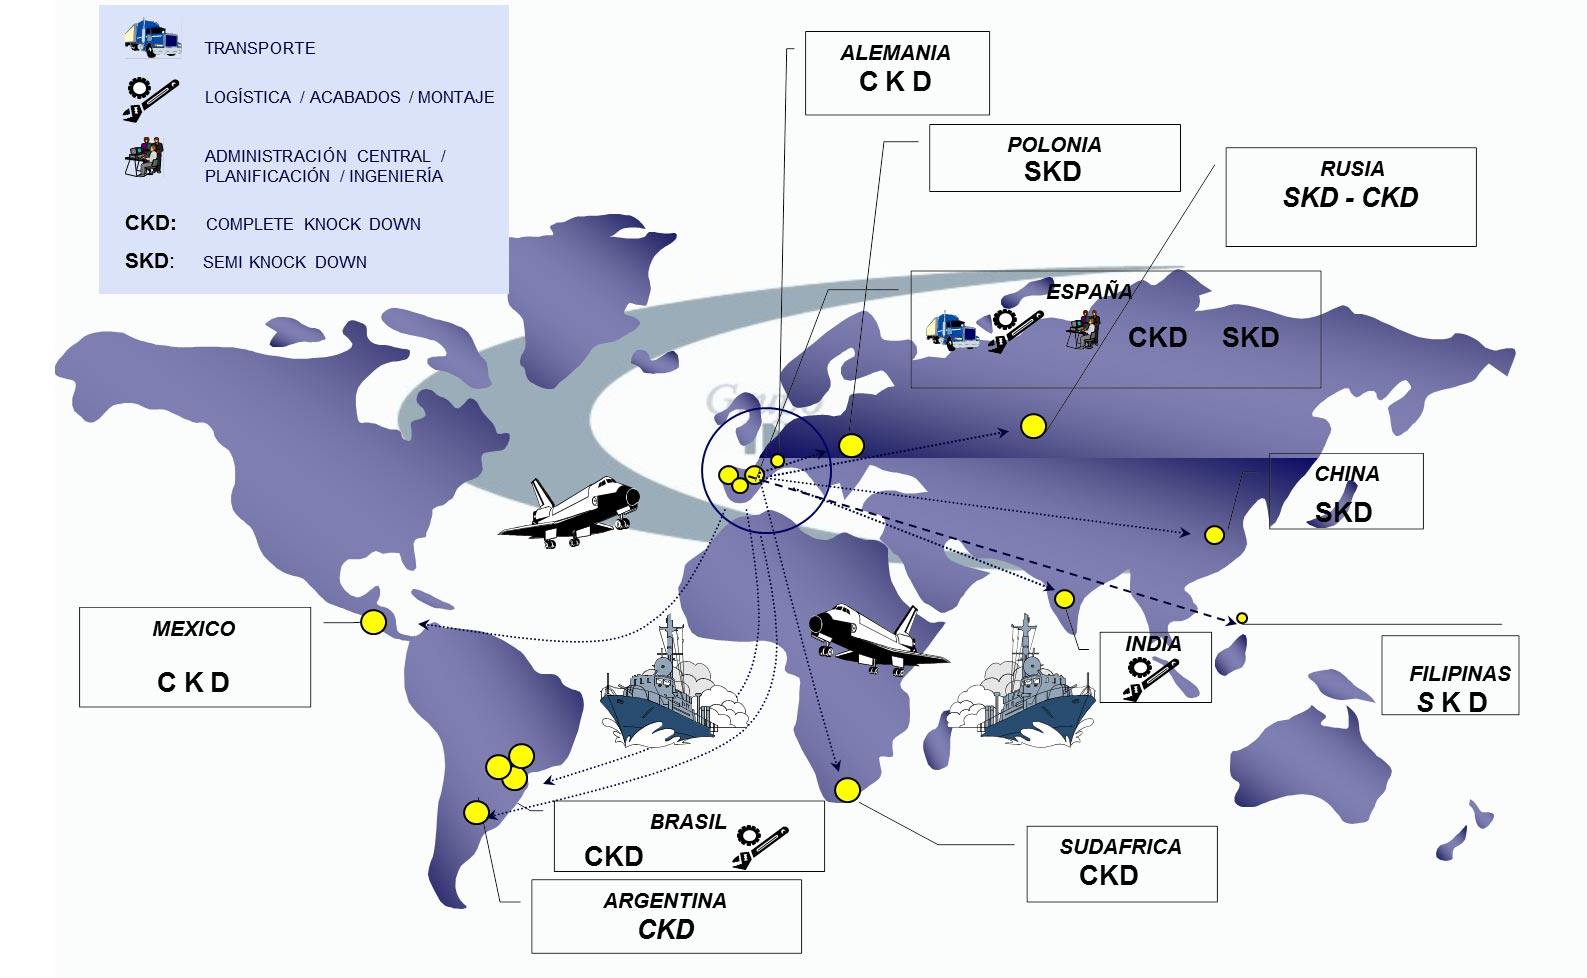 TRANSPORTE
LOGÍSTICA / ACABADOS / MONTAJE
ADMINISTRACIÓN CENTRAL /
PLANIFICACIÓN / INGENIERÍA
CKD: COMPLETE KNOCK DOWN
SKD: SEMI KNOCK DOWN
ALEMANIA
C K D
POLONIA
SKD
RUSIA
SKD - CKD
ESPAÑA
CKD SKD
CHINA
SKD
MEXICO
C K D
INDIA
FILIPINAS
S K D
BRASIL
CKD
ARGENTINA
CKD
SUDAFRICA
CKD